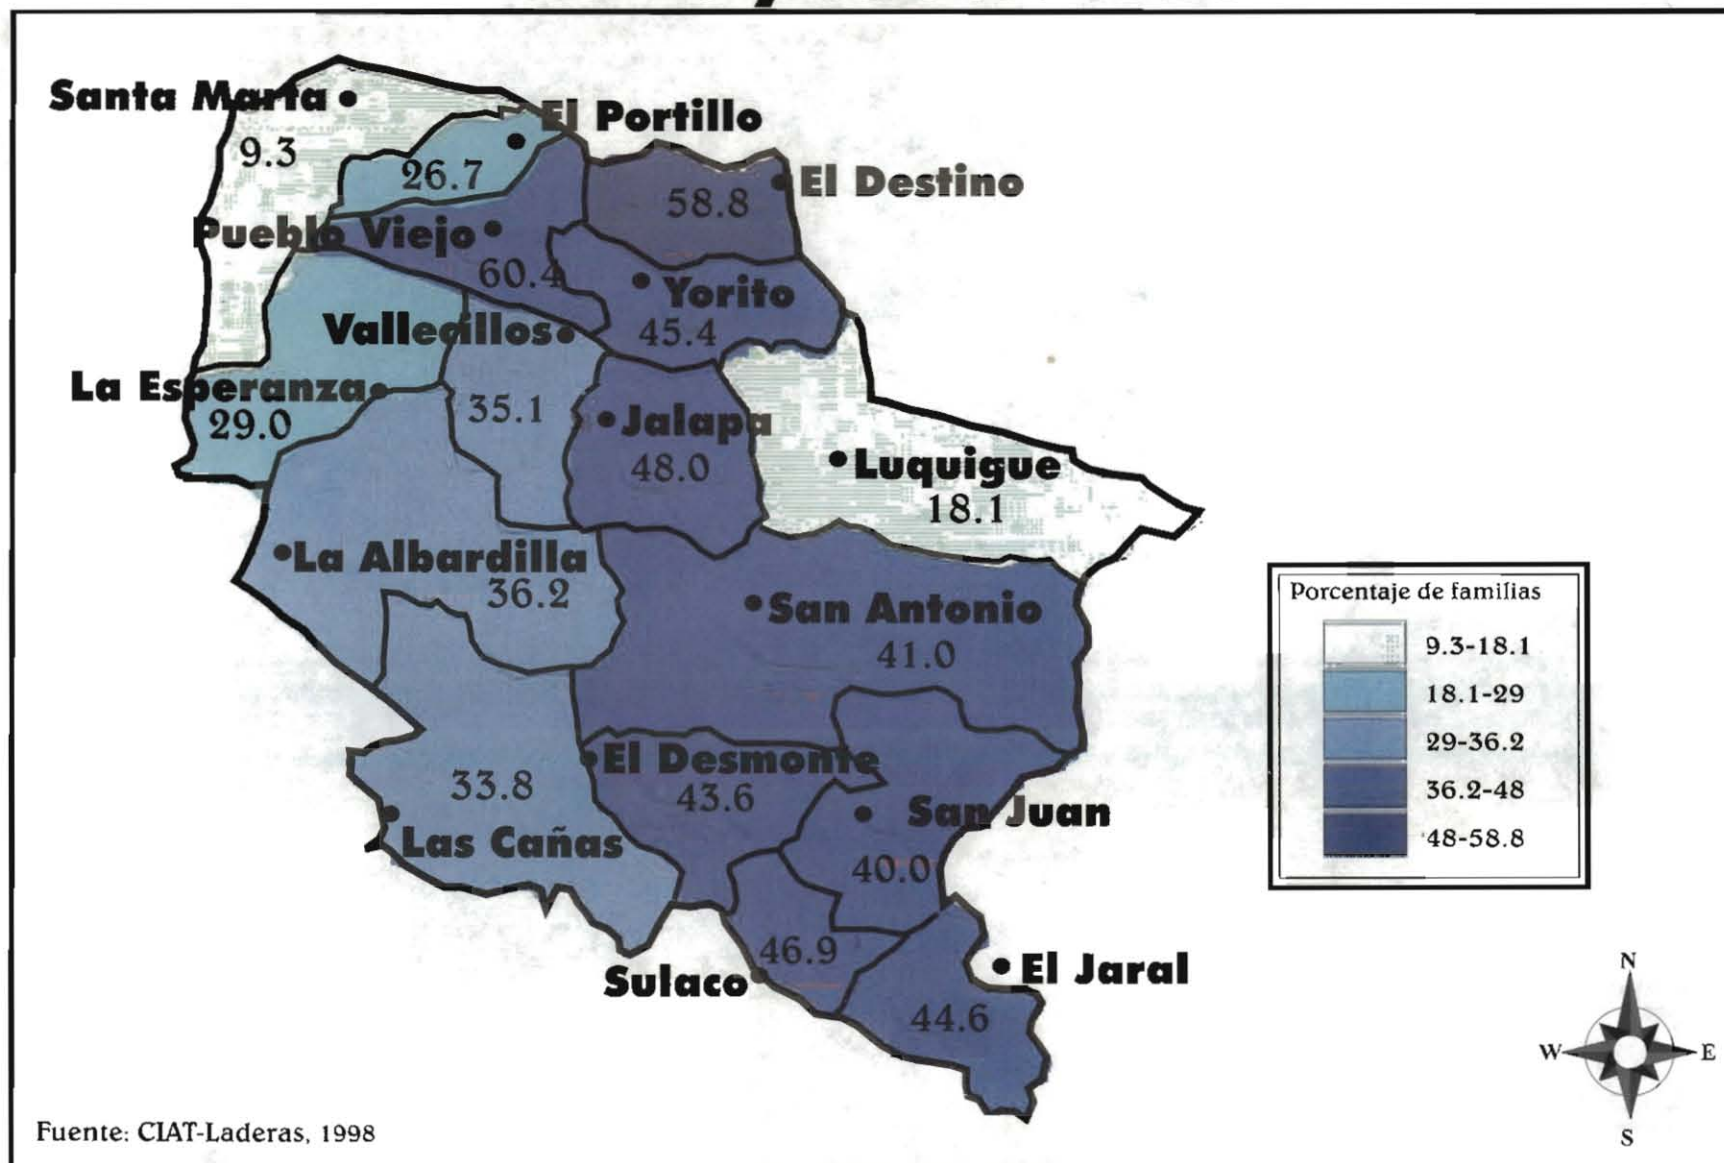 Santa Marta
9.3
El Portillo
26.7
El Destino
58.8
Pueblo Viejo
60.4
Yorito
45.4
Vallecillos
35.1
La Esperanza
29.0
Jalapa
48.0
Luquigue
18.1
La Albardilla
36.2
San Antonio
41.0
El Desmonte
43.6
33.8
Las Cañas
San Juan
40.0
46.9
Sulaco
El Jaral
44.6
Porcentaje de familias
9.3-18.1
18.1-29
29-36.2
36.2-48
48-58.8
N
W
E
S
Fuente: CIAT-Laderas, 1998